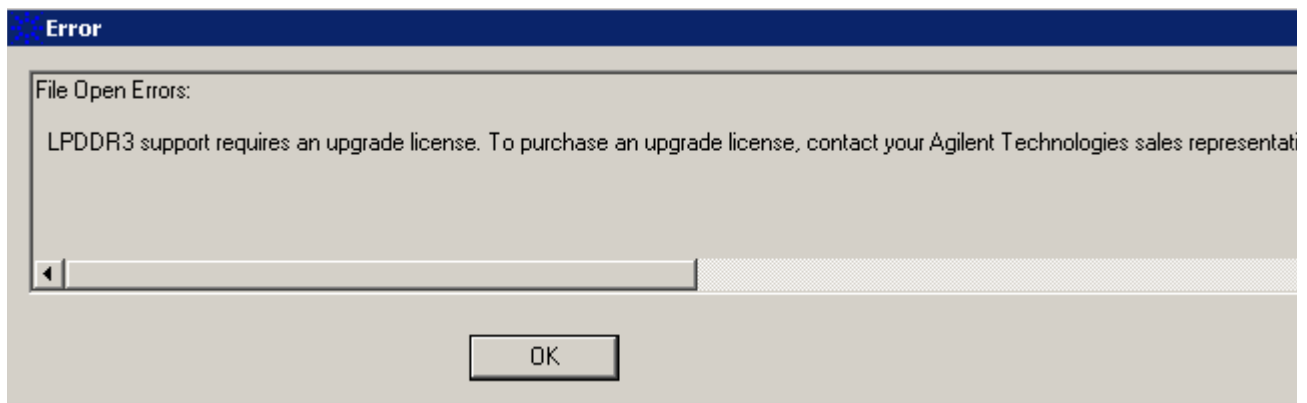 Error
File Open Errors:
LPDDR3 support requires an upgrade license. To purchase an upgrade license, contact your Agilent Technologies sales representati
OK